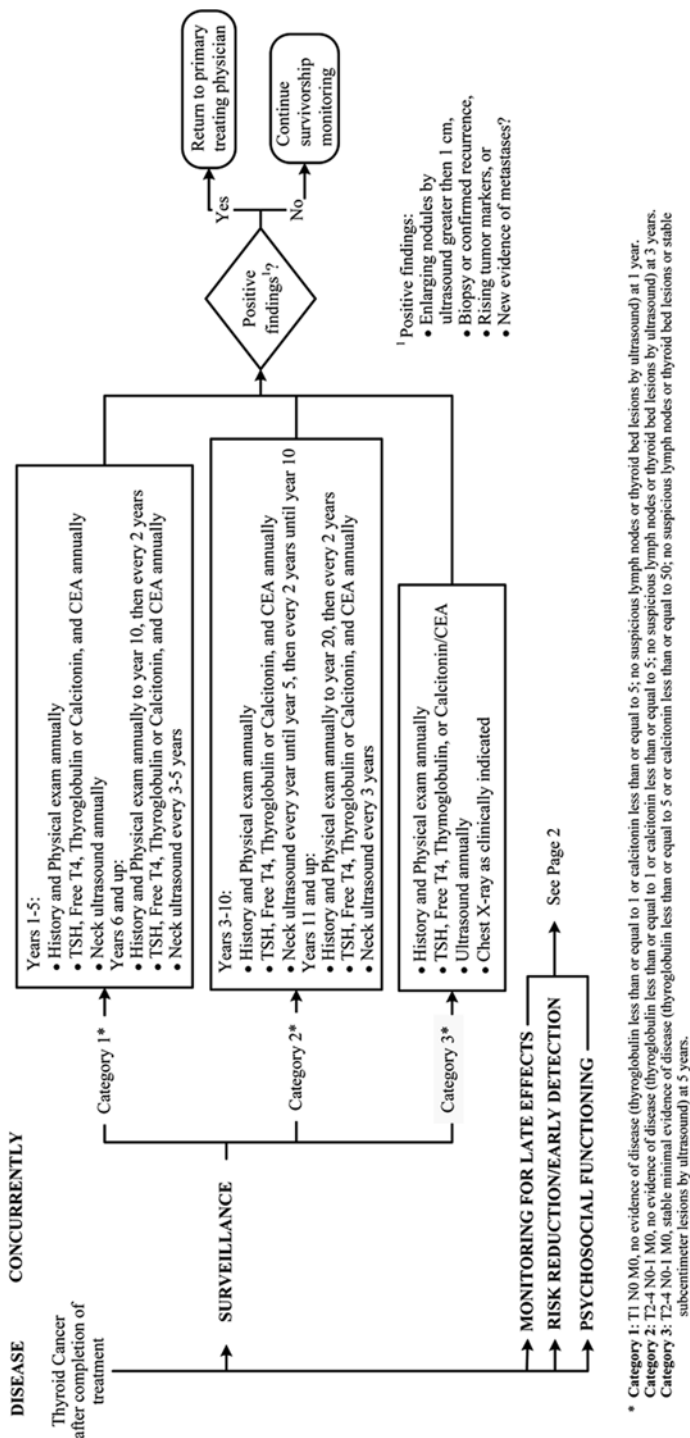 DISEASE CONCURRENTLY
Thyroid Cancer
after completion of
treatment
SURVEILLANCE
Category 1*
Years 1-5:
• History and Physical exam annually
• TSH, Free T4, Thyroglobulin or Calcitonin, and CEA annually
• Neck ultrasound annually
Years 6 and up:
• History and Physical exam annually to year 10, then every 2 years
• TSH, Free T4, Thyroglobulin or Calcitonin, and CEA annually
• Neck ultrasound every 3-5 years
Category 2*
Years 3-10:
• History and Physical exam annually
• TSH, Free T4, Thyroglobulin or Calcitonin, and CEA annually
• Neck ultrasound every year until year 5, then every 2 years until year 10
Years 11 and up:
• History and Physical exam annually to year 20, then every 2 years
• TSH, Free T4, Thyroglobulin or Calcitonin, and CEA annually
• Neck ultrasound every 3 years
Category 3*
• History and Physical exam annually
• TSH, Free T4, Thymoglobulin, or Calcitonin/CEA
• Ultrasound annually
• Chest X-ray as clinically indicated
Positive
findings¹?
Yes
Return to primary
treating physician
No
Continue
survivorship
monitoring
¹ Positive findings:
• Enlarging nodules by
ultrasound greater then 1 cm,
• Biopsy or confirmed recurrence,
• Rising tumor markers, or
• New evidence of metastases?
MONITORING FOR LATE EFFECTS
RISK REDUCTION/EARLY DETECTION
PSYCHOSOCIAL FUNCTIONING
See Page 2
* Category 1: T1 N0 M0, no evidence of disease (thyroglobulin less than or equal to 1 or calcitonin less than or equal to 5; no suspicious lymph nodes or thyroid bed lesions by ultrasound) at 1 year.
Category 2: T2-4 N0-1 M0, no evidence of disease (thyroglobulin less than or equal to 1 or calcitonin less than or equal to 5; no suspicious lymph nodes or thyroid bed lesions by ultrasound) at 3 years.
Category 3: T2-4 N0-1 M0, stable minimal evidence of disease (thyroglobulin less than or equal to 5 or or calcitonin less than or equal to 50; no suspicious lymph nodes or thyroid bed lesions or stable
subcentimeter lesions by ultrasound) at 5 years.